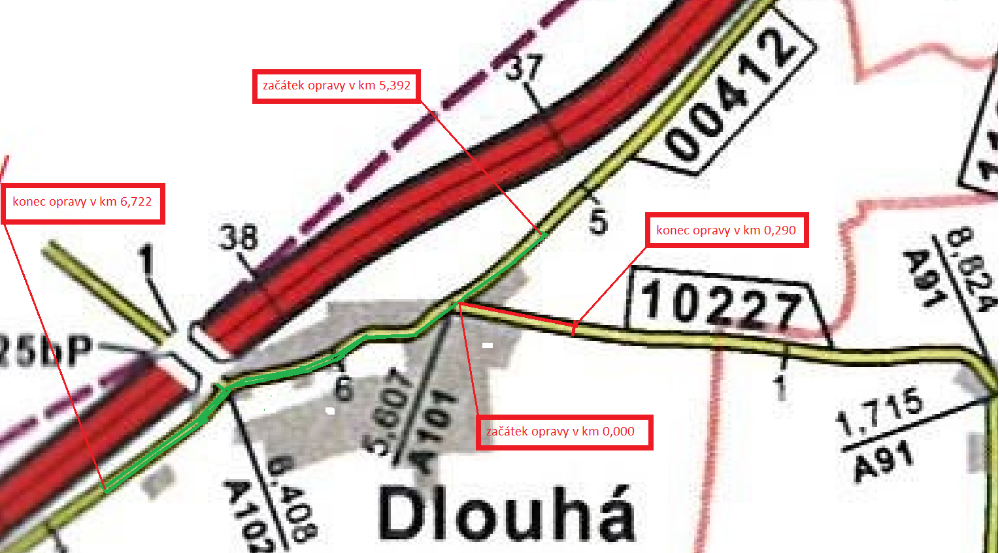 37
00412
začátek opravy v km 5,392
konec opravy v km 6,722
38
5
konec opravy v km 0,290
1
10227
8,824
A91
25bP
6
5,607
A101
1
1.715
A91
začátek opravy v km 0,000
6,408
A102
Dlouhá